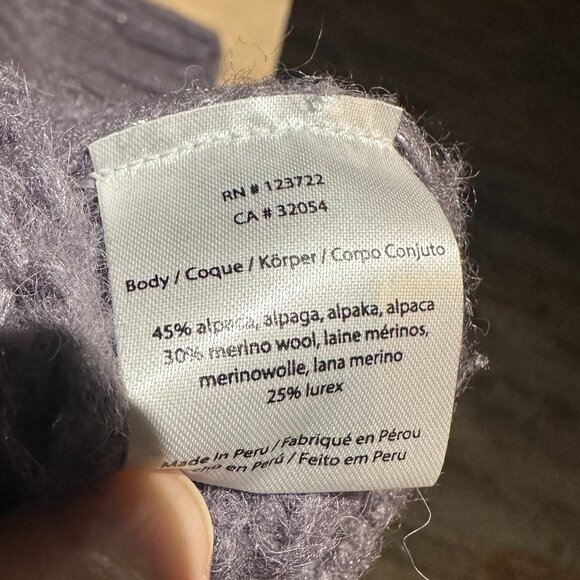 RN # 123722
CA # 32054
Body / Coque / Körper / Corpo Conjuto
45% alpaca, alpaga, alpaka, alpaca
30% merino wool, laine mérinos,
merinowolle, lana merino
25% lurex
Made in Peru / Fabriqué en Pérou
en Perú / Feito em Peru